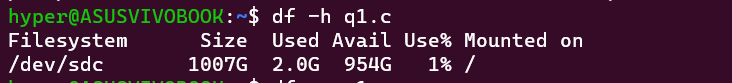 hyper@ASUSVIVOBOOK:~$ df -h q1.c
Filesystem      Size  Used Avail Use% Mounted on
/dev/sdc       1007G  2.0G  954G   1% /